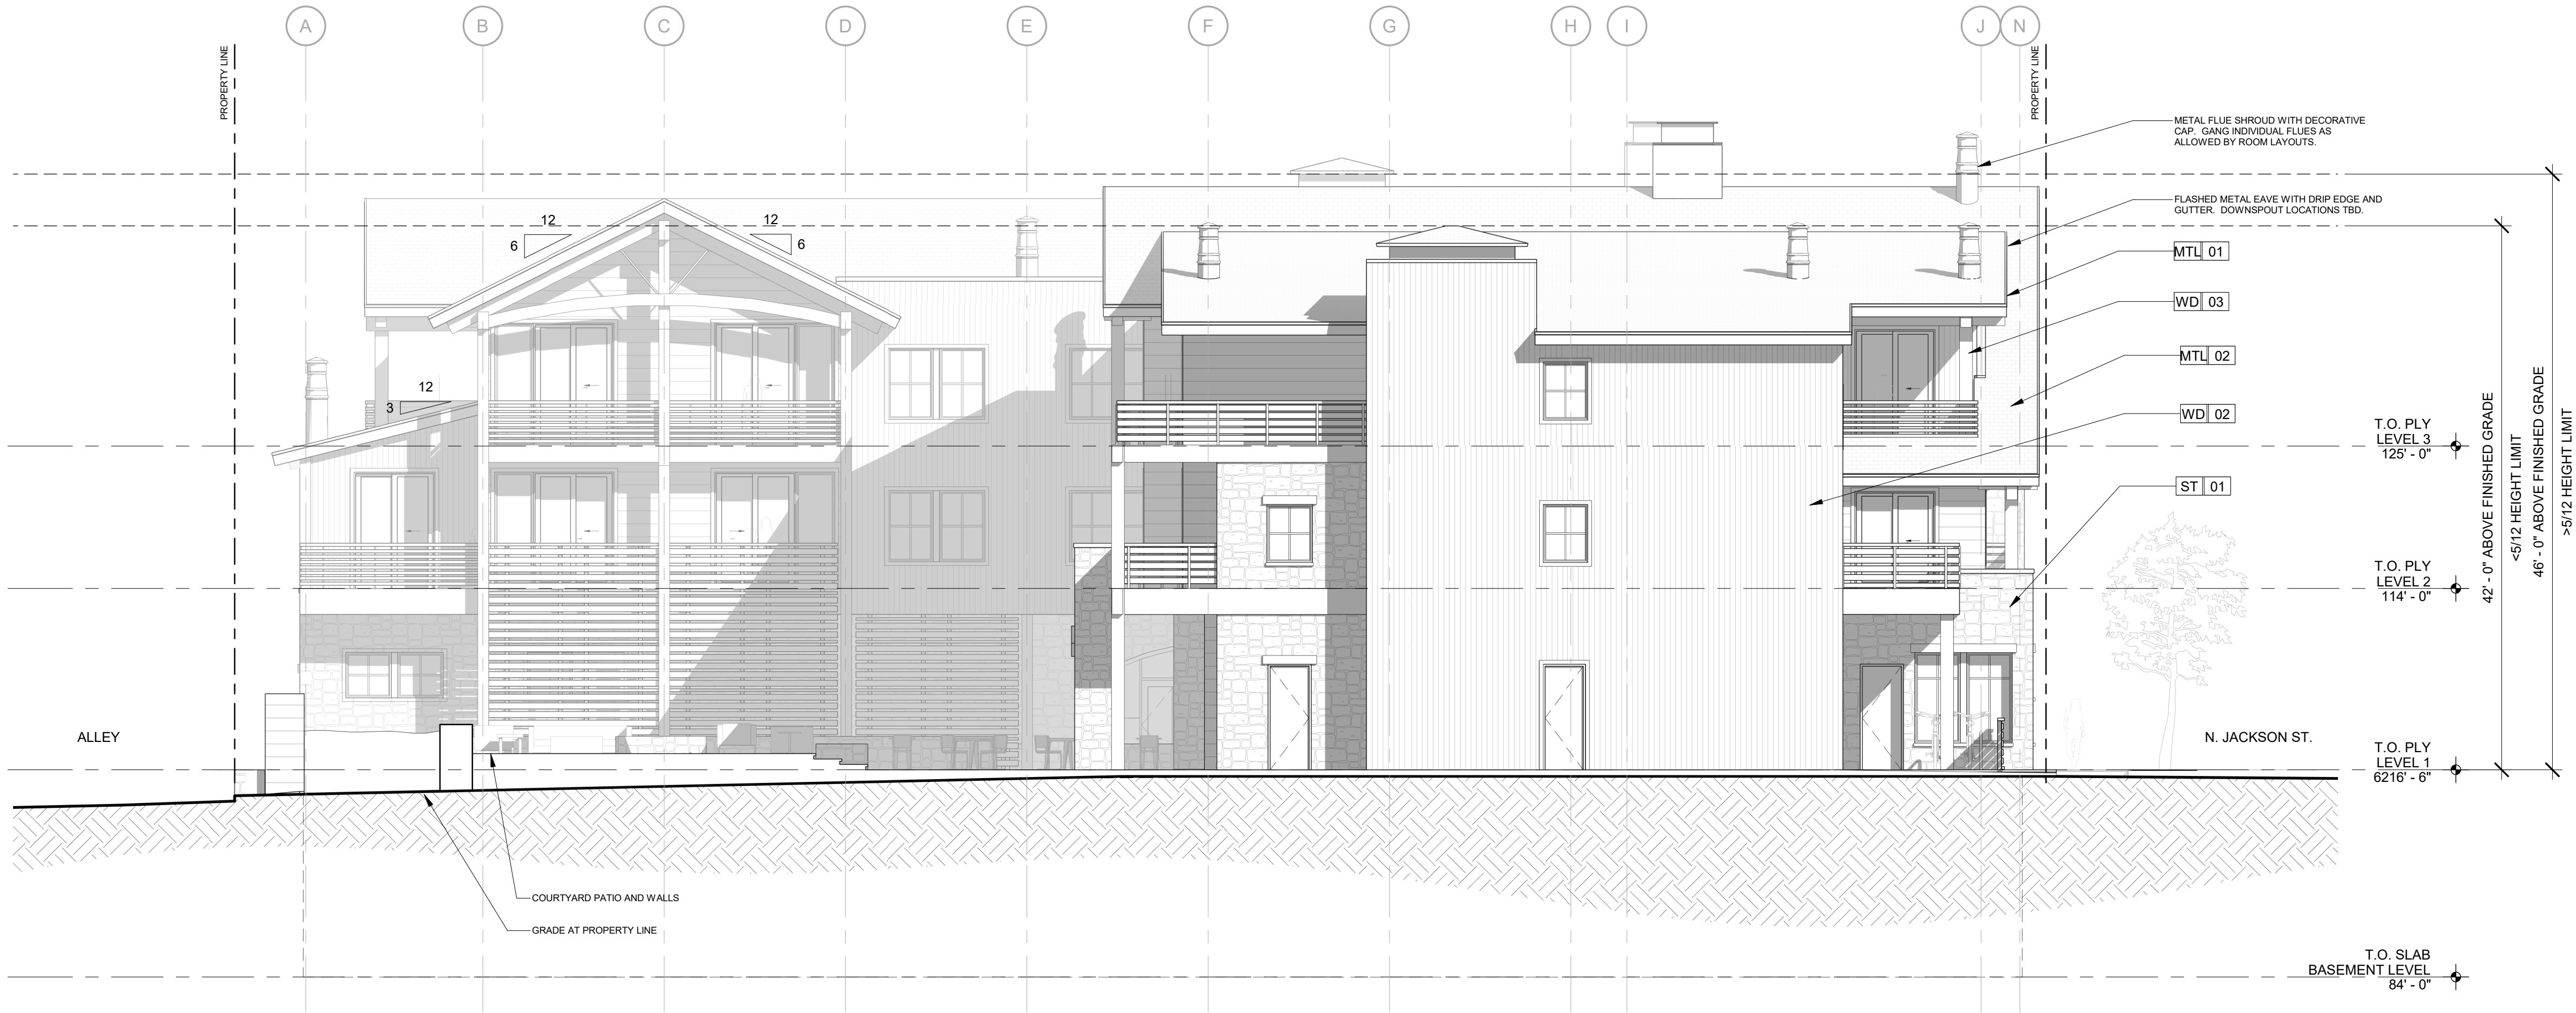 A
B
C
D
E
F
G
H
I
J
N
PROPERTY LINE
PROPERTY LINE
METAL FLUE SHROUD WITH DECORATIVE
CAP. GANG INDIVIDUAL FLUES AS
ALLOWED BY ROOM LAYOUTS.
FLASHED METAL EAVE WITH DRIP EDGE AND
GUTTER. DOWNSPOUT LOCATIONS TBD.
12
6
12
6
MTL 01
WD 03
12
3
MTL 02
WD 02
T.O. PLY
LEVEL 3
125' - 0"
ST 01
42' - 0" ABOVE FINISHED GRADE
<5/12 HEIGHT LIMIT
46' - 0" ABOVE FINISHED GRADE
>5/12 HEIGHT LIMIT
T.O. PLY
LEVEL 2
114' - 0"
ALLEY
N. JACKSON ST.
T.O. PLY
LEVEL 1
6216' - 6"
COURTYARD PATIO AND WALLS
GRADE AT PROPERTY LINE
T.O. SLAB
BASEMENT LEVEL
84' - 0"